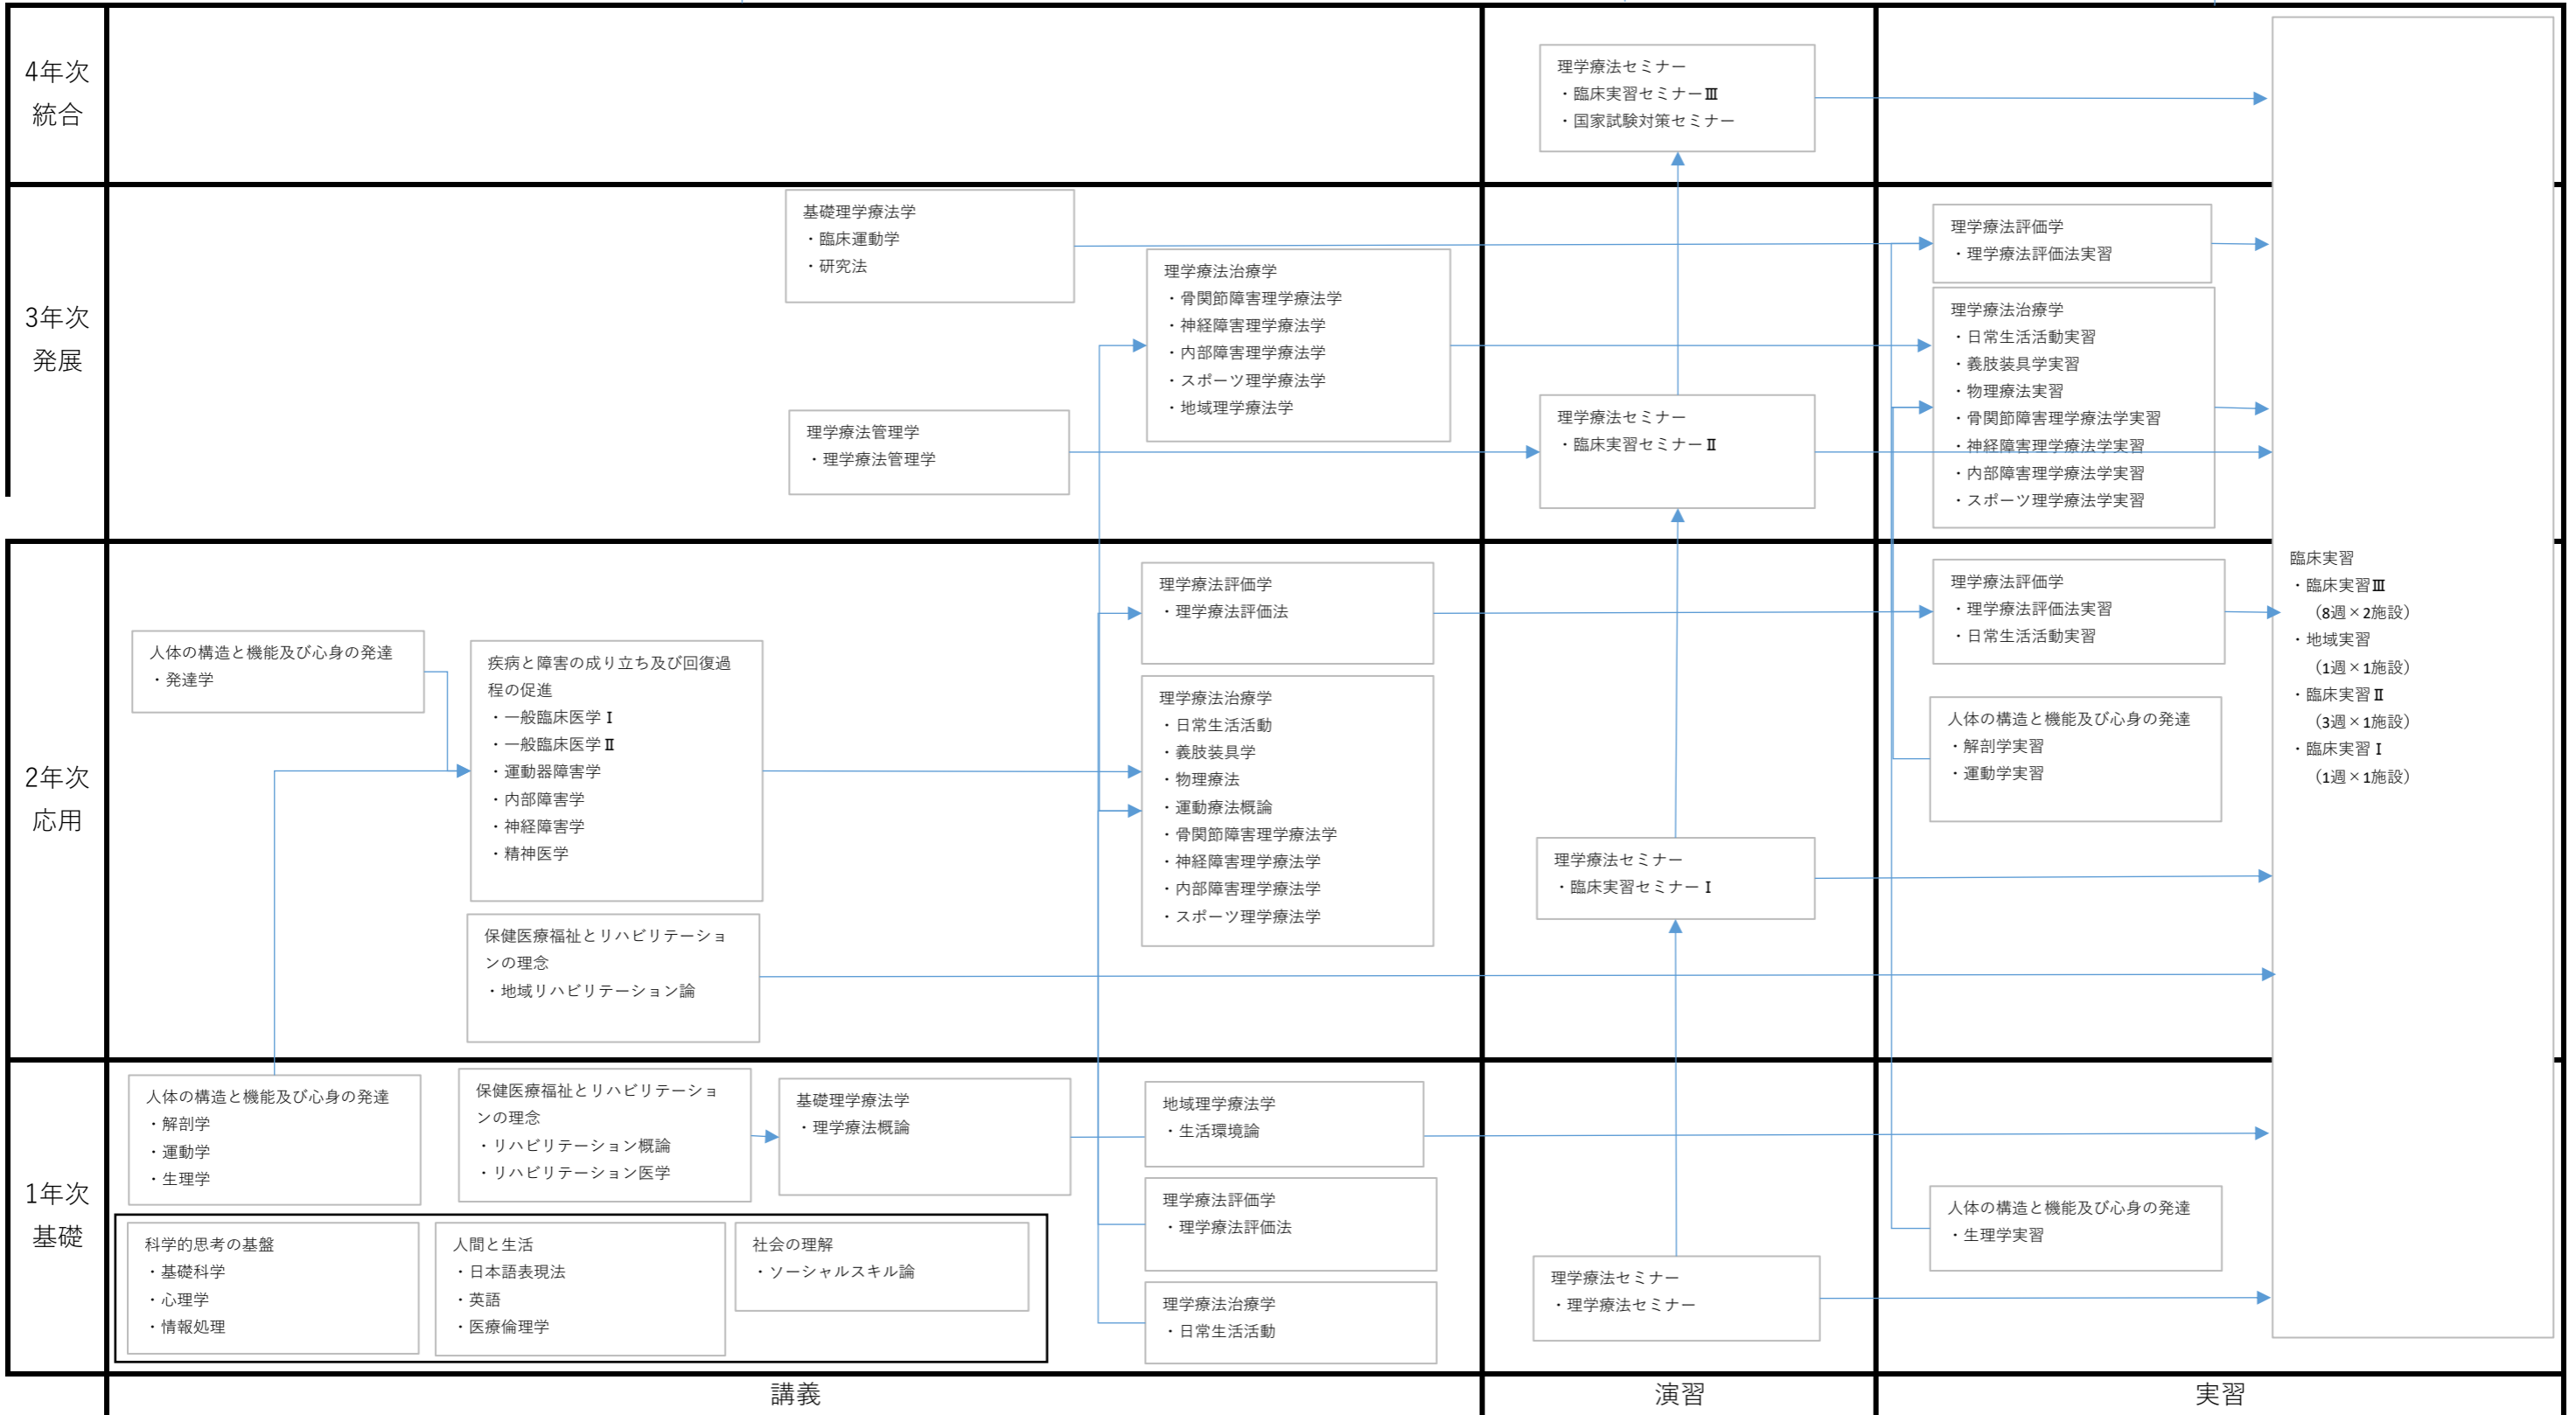 4年次
統合
理学療法セミナー
・臨床実習セミナーⅢ
・国家試験対策セミナー
3年次
発展
基礎理学療法学
・臨床運動学
・研究法
理学療法治療学
・骨関節障害理学療法学
・神経障害理学療法学
・内部障害理学療法学
・スポーツ理学療法学
・地域理学療法学
理学療法管理学
・理学療法管理学
理学療法セミナー
・臨床実習セミナーⅡ
理学療法評価学
・理学療法評価法実習
理学療法治療学
・日常生活活動実習
・義肢装具学実習
・物理療法実習
・骨関節障害理学療法学実習
・神経障害理学療法学実習
・内部障害理学療法学実習
・スポーツ理学療法学実習
2年次
応用
人体の構造と機能及び心身の発達
・発達学
疾病と障害の成り立ち及び回復過
程の促進
・一般臨床医学Ⅰ
・一般臨床医学Ⅱ
・運動器障害学
・内部障害学
・神経障害学
・精神医学
保健医療福祉とリハビリテーショ
ンの理念
・地域リハビリテーション論
理学療法評価学
・理学療法評価法
理学療法治療学
・日常生活活動
・義肢装具学
・物理療法
・運動療法概論
・骨関節障害理学療法学
・神経障害理学療法学
・内部障害理学療法学
・スポーツ理学療法学
理学療法セミナー
・臨床実習セミナーⅠ
理学療法評価学
・理学療法評価法実習
・日常生活活動実習
人体の構造と機能及び心身の発達
・解剖学実習
・運動学実習
臨床実習
・臨床実習Ⅲ
（8週×2施設）
・地域実習
（1週×1施設）
・臨床実習Ⅱ
（3週×1施設）
・臨床実習Ⅰ
（1週×1施設）
1年次
基礎
人体の構造と機能及び心身の発達
・解剖学
・運動学
・生理学
保健医療福祉とリハビリテーショ
ンの理念
・リハビリテーション概論
・リハビリテーション医学
基礎理学療法学
・理学療法概論
地域理学療法学
・生活環境論
理学療法評価学
・理学療法評価法
理学療法治療学
・日常生活活動
科学的思考の基盤
・基礎科学
・心理学
・情報処理
人間と生活
・日本語表現法
・英語
・医療倫理学
社会の理解
・ソーシャルスキル論
理学療法セミナー
・理学療法セミナー
人体の構造と機能及び心身の発達
・生理学実習
講義
演習
実習